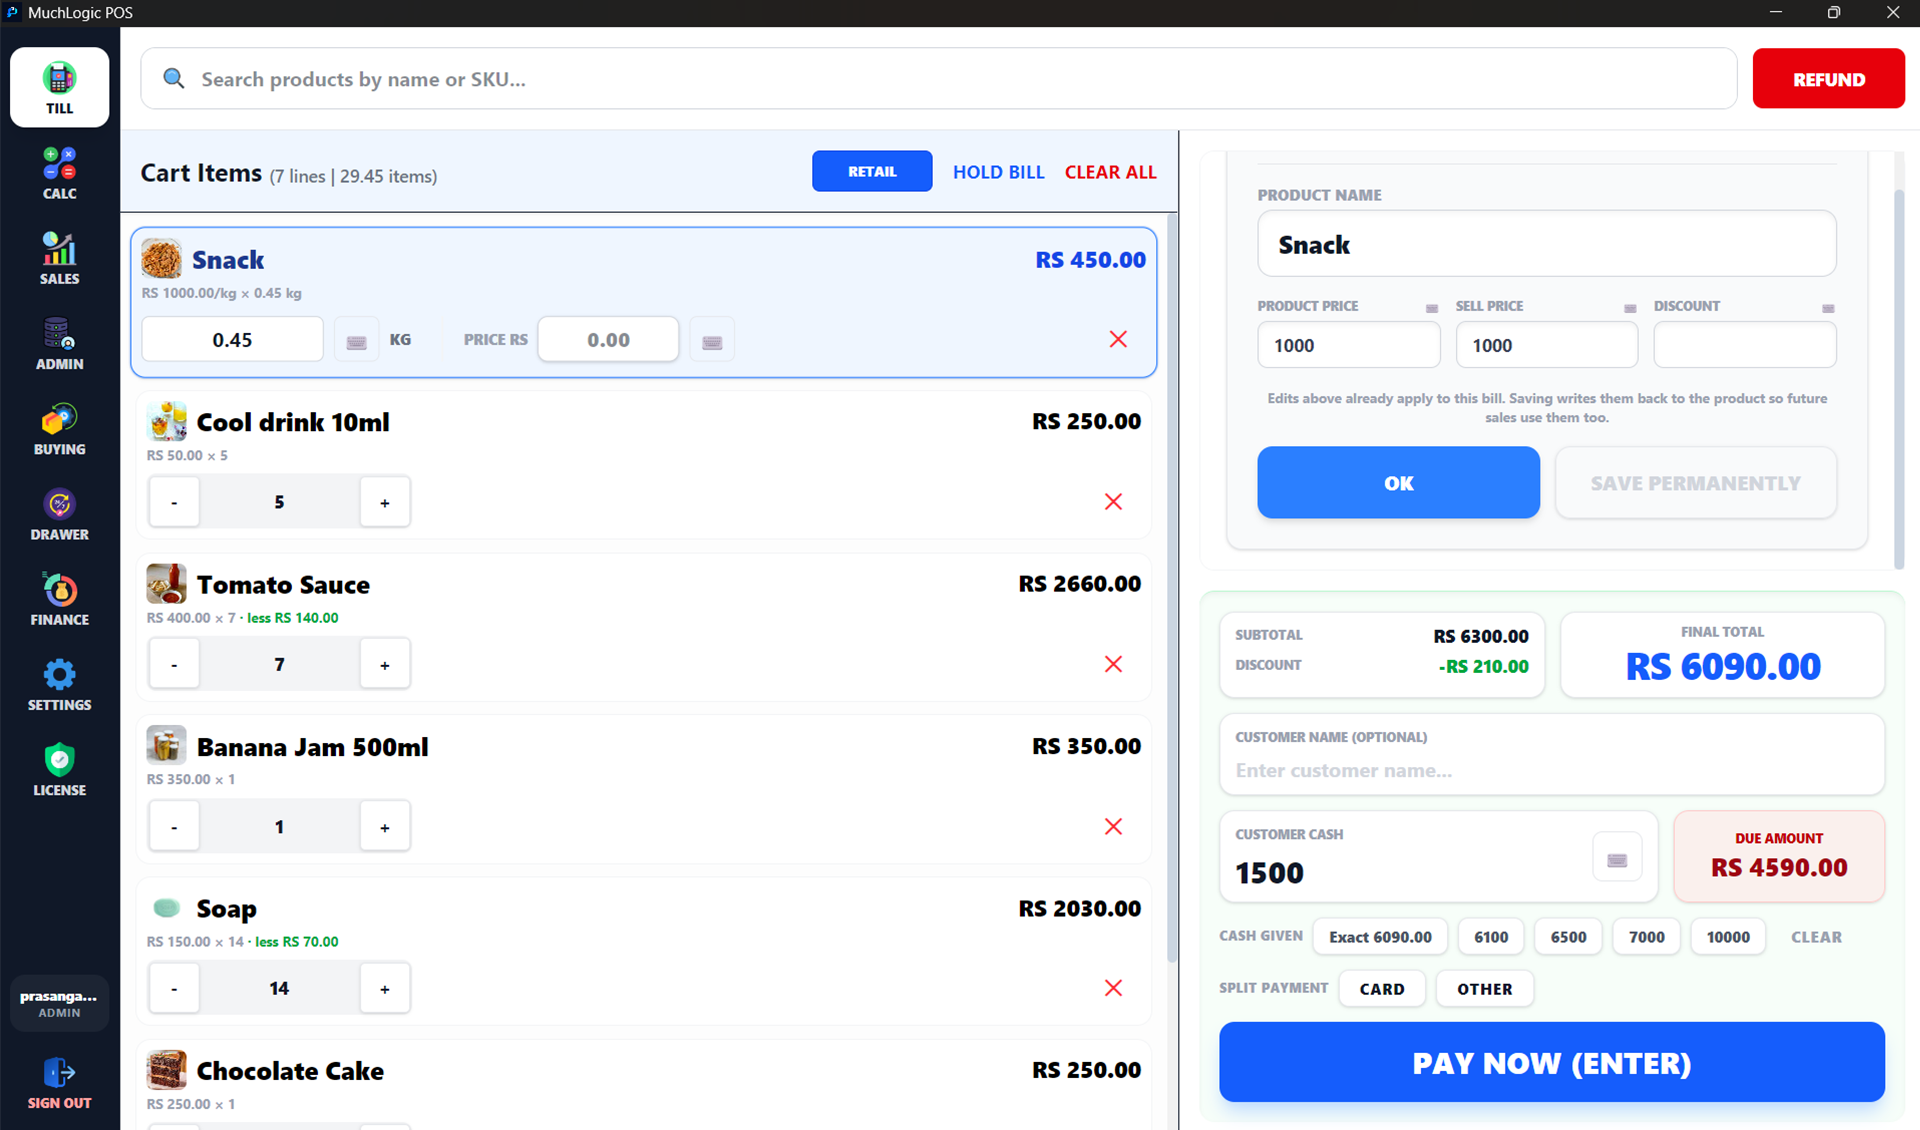 MuchLogic POS
TILL
CALC
SALES
ADMIN
BUYING
DRAWER
FINANCE
SETTINGS
LICENSE
prasanga...
ADMIN
SIGN OUT
Search products by name or SKU...
REFUND
Cart Items (7 lines | 29.45 items)
RETAIL
HOLD BILL
CLEAR ALL
Snack
RS 450.00
RS 1000.00/kg × 0.45 kg
0.45
KG
PRICE RS
0.00
Cool drink 10ml
RS 250.00
RS 50.00 × 5
-
5
+
Tomato Sauce
RS 2660.00
RS 400.00 × 7 · less RS 140.00
-
7
+
Banana Jam 500ml
RS 350.00
RS 350.00 × 1
-
1
+
Soap
RS 2030.00
RS 150.00 × 14 · less RS 70.00
-
14
+
Chocolate Cake
RS 250.00
RS 250.00 × 1
PRODUCT NAME
Snack
PRODUCT PRICE
SELL PRICE
DISCOUNT
1000
1000
Edits above already apply to this bill. Saving writes them back to the product so future
sales use them too.
OK
SAVE PERMANENTLY
SUBTOTAL
RS 6300.00
DISCOUNT
-RS 210.00
FINAL TOTAL
RS 6090.00
CUSTOMER NAME (OPTIONAL)
Enter customer name...
CUSTOMER CASH
1500
DUE AMOUNT
RS 4590.00
CASH GIVEN
Exact 6090.00
6100
6500
7000
10000
CLEAR
SPLIT PAYMENT
CARD
OTHER
PAY NOW (ENTER)